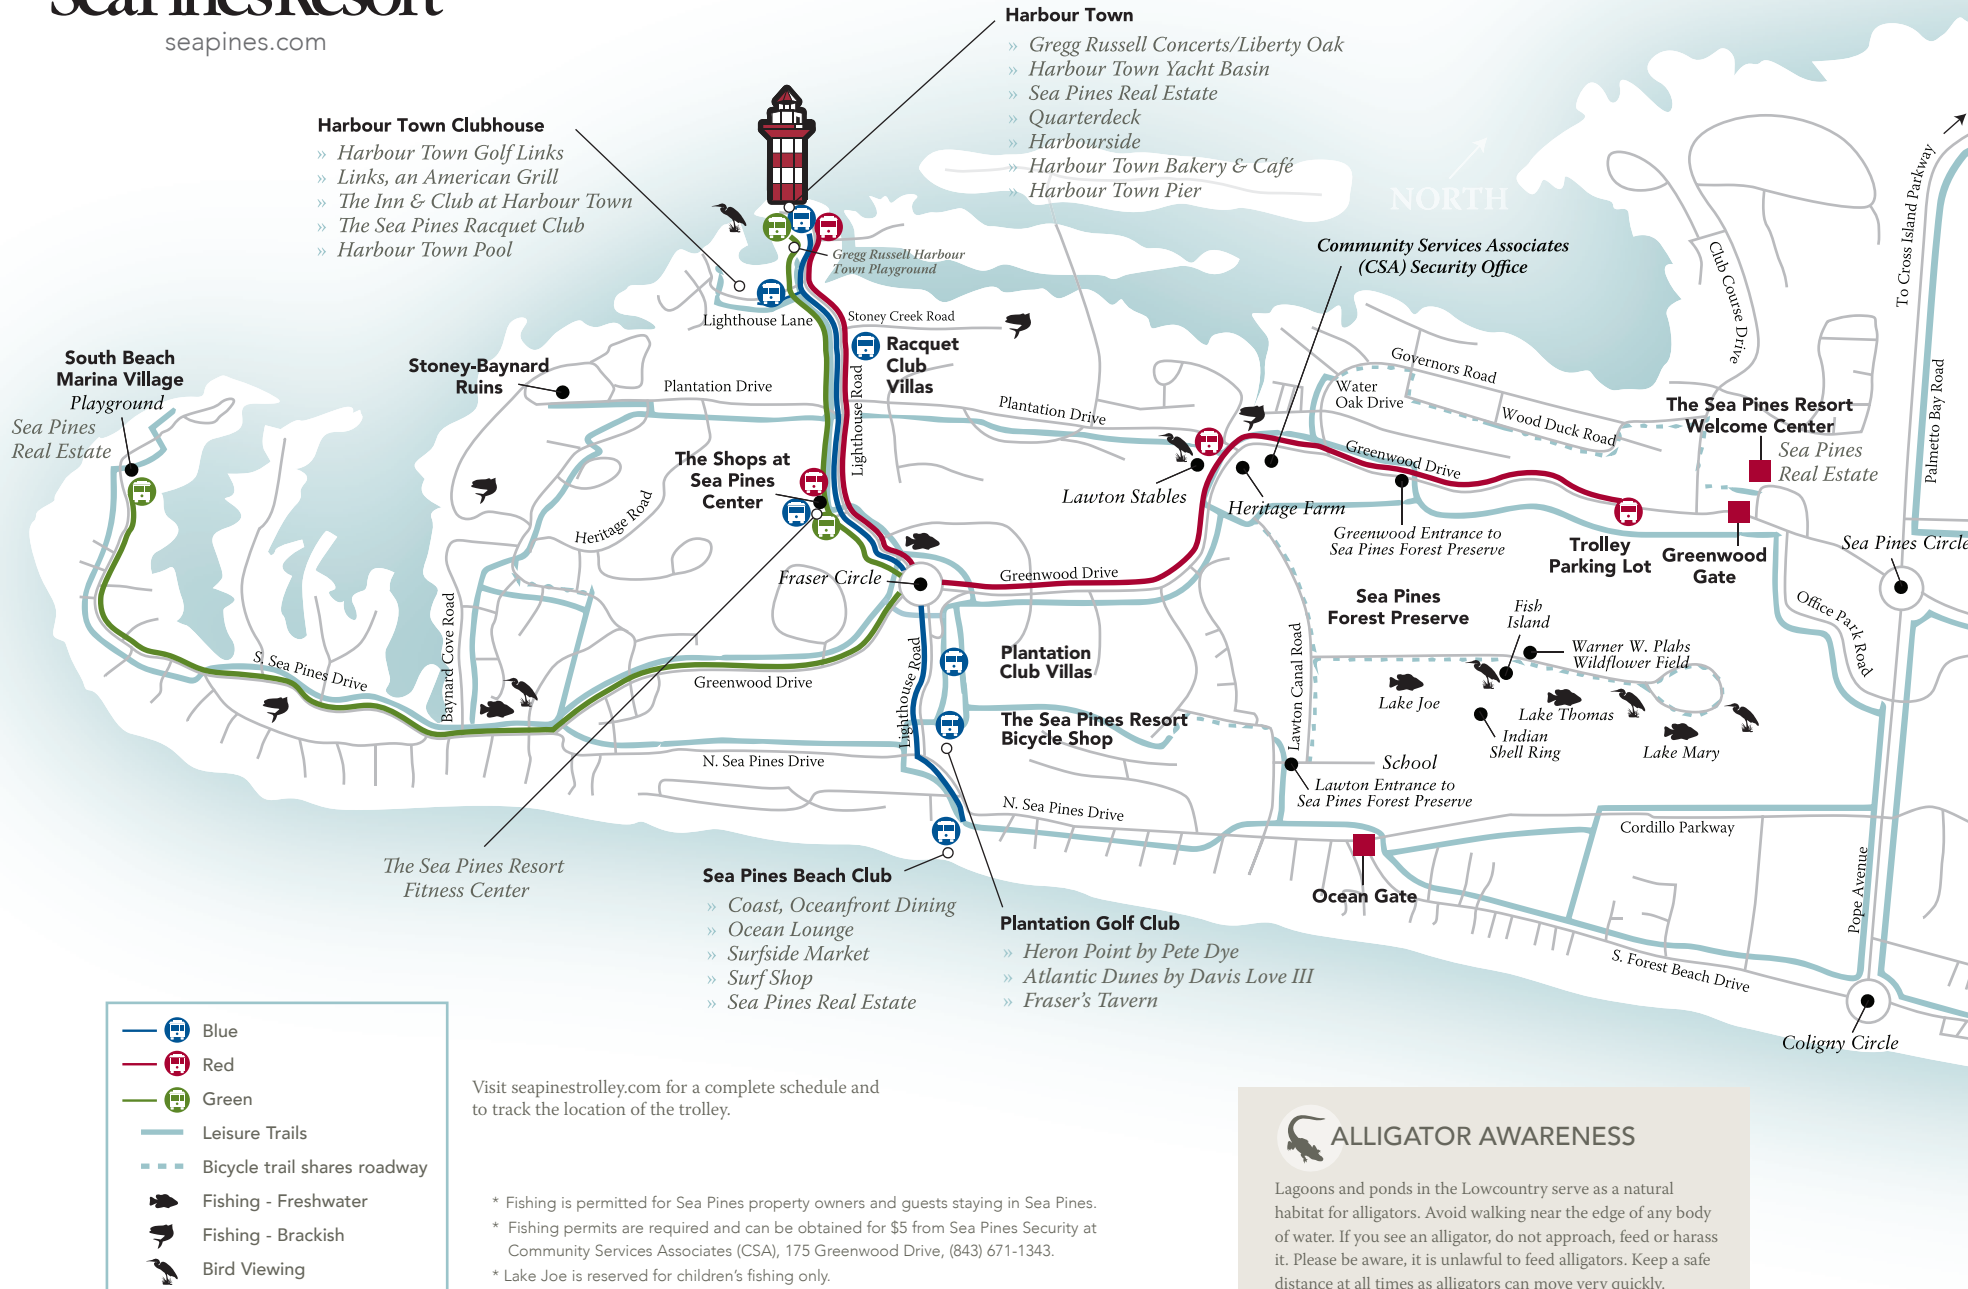 Sea Pines Resort
seapines.com
Harbour Town
» Gregg Russell Concerts/Liberty Oak
» Harbour Town Yacht Basin
» Sea Pines Real Estate
» Quarterdeck
» Harbourside
» Harbour Town Bakery & Café
» Harbour Town Pier
Harbour Town Clubhouse
» Harbour Town Golf Links
» Links, an American Grill
» The Inn & Club at Harbour Town
» The Sea Pines Racquet Club
» Harbour Town Pool
NORTH
Community Services Associates
(CSA) Security Office
Gregg Russell Harbour
Town Playground
Lighthouse Lane
Stoney Creek Road
Racquet
Club
Villas
South Beach
Marina Village
Playground
Sea Pines
Real Estate
Stoney-Baynard
Ruins
Plantation Drive
Lighthouse Road
Plantation Drive
Governors Road
Water
Oak Drive
Wood Duck Road
Greenwood Drive
Club Course Drive
To Cross Island Parkway
Palmetto Bay Road
The Sea Pines Resort
Welcome Center
Sea Pines
Real Estate
The Shops at
Sea Pines
Center
Heritage Road
Lawton Stables
Heritage Farm
Greenwood Entrance to
Sea Pines Forest Preserve
Trolley
Parking Lot
Greenwood
Gate
Sea Pines Circle
Fraser Circle
Greenwood Drive
Sea Pines
Forest Preserve
Fish
Island
Warner W. Plahs
Wildflower Field
Office Park Road
Lake Joe
Lake Thomas
Indian
Shell Ring
Lake Mary
Lawton Canal Road
School
Lawton Entrance to
Sea Pines Forest Preserve
Plantation
Club Villas
The Sea Pines Resort
Bicycle Shop
Lighthouse Road
Greenwood Drive
Baynard Cove Road
S. Sea Pines Drive
N. Sea Pines Drive
N. Sea Pines Drive
Cordillo Parkway
Pope Avenue
Ocean Gate
S. Forest Beach Drive
Coligny Circle
The Sea Pines Resort
Fitness Center
Sea Pines Beach Club
» Coast, Oceanfront Dining
» Ocean Lounge
» Surfside Market
» Surf Shop
» Sea Pines Real Estate
Plantation Golf Club
» Heron Point by Pete Dye
» Atlantic Dunes by Davis Love III
» Fraser's Tavern
Blue
Red
Green
Leisure Trails
Bicycle trail shares roadway
Fishing - Freshwater
Fishing - Brackish
Bird Viewing
Visit seapinestrolley.com for a complete schedule and
to track the location of the trolley.
* Fishing is permitted for Sea Pines property owners and guests staying in Sea Pines.
* Fishing permits are required and can be obtained for $5 from Sea Pines Security at
Community Services Associates (CSA), 175 Greenwood Drive, (843) 671-1343.
* Lake Joe is reserved for children's fishing only.
ALLIGATOR AWARENESS
Lagoons and ponds in the Lowcountry serve as a natural
habitat for alligators. Avoid walking near the edge of any body
of water. If you see an alligator, do not approach, feed or harass
it. Please be aware, it is unlawful to feed alligators. Keep a safe
distance at all times as alligators can move very quickly.